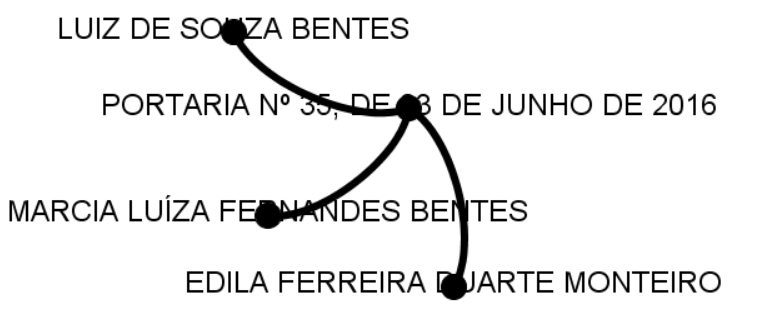 LUIZ DE SOUZA BENTES
PORTARIA Nº 35, DE 3 DE JUNHO DE 2016
MARCIA LUÍZA FERNANDES BENTES
EDILA FERREIRA DUARTE MONTEIRO